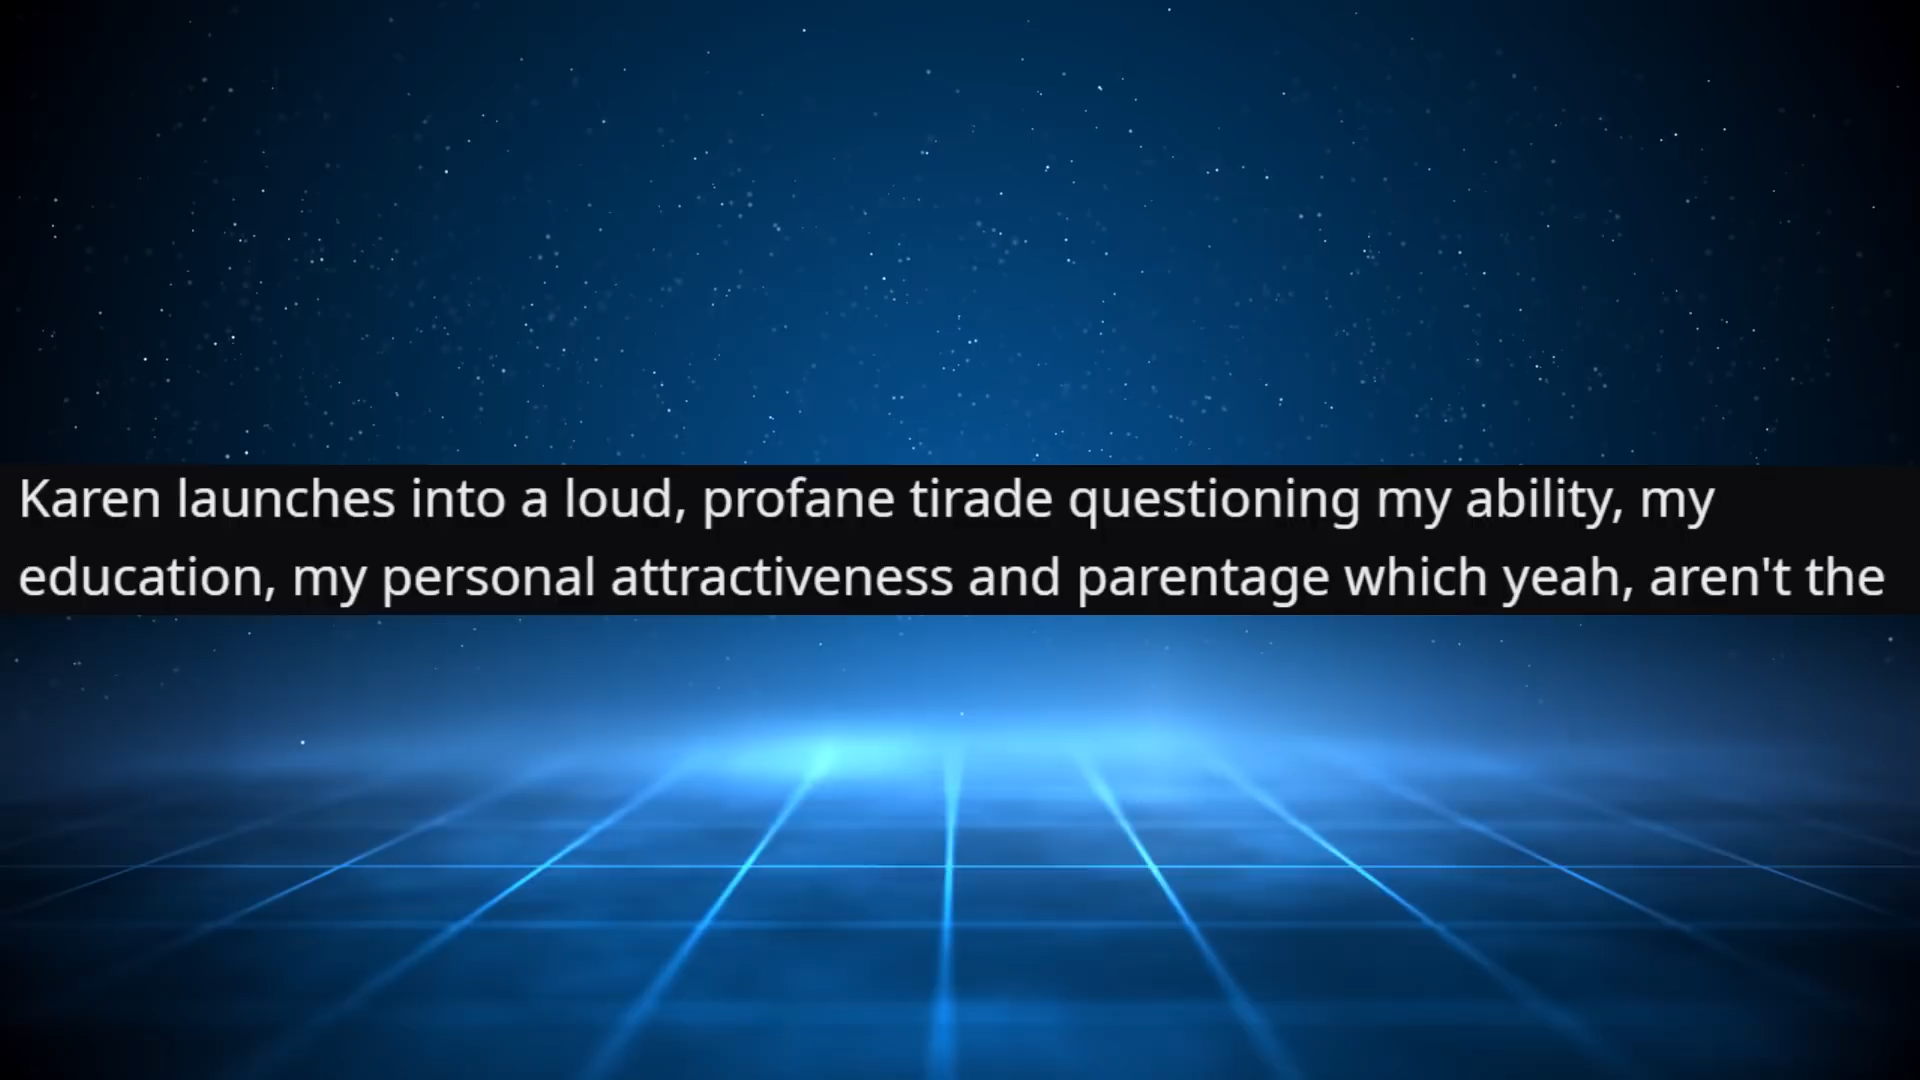 Karen launches into a loud, profane tirade questioning my ability, my
education, my personal attractiveness and parentage which yeah, aren't the